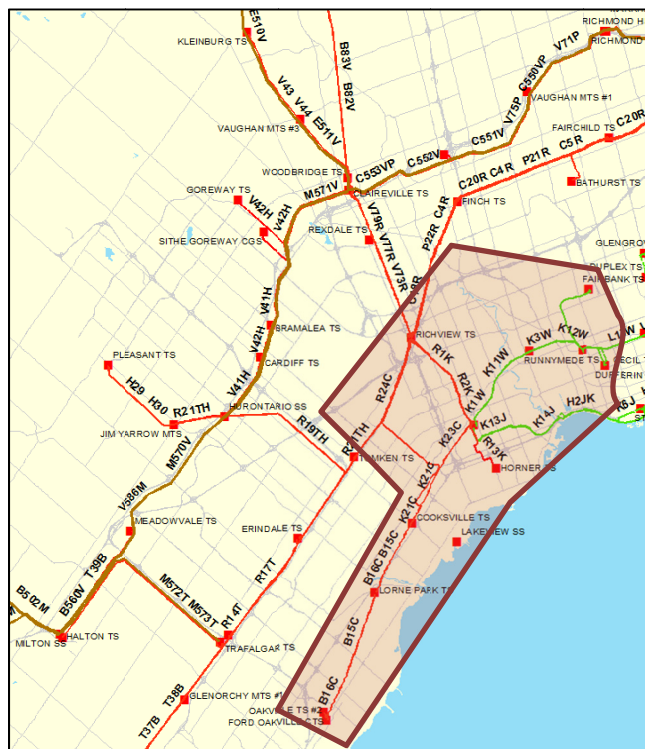 RICHMOND H
RICHMOND
E510V
KLEINBURG TS
B83V
B82V
V71P
C550VP
V75P
VAUGHAN MTS #1
V43
V44
E511V
VAUGHAN MTS #3
FAIRCHILD TS
C20R
C551V
C552V
C553VP
P21R
C5R
C4R
C20R
WOODBRIDGE TS
M571V
CLAIREVILLE TS
BATHURST TS
GOREWAY TS
V42H
V42H
FINCH TS
C4R
P22R
V79R
V77R
V73R
REXDALE TS
SITHE GOREWAY CGS
GLENGRO
DUPLEX TS
FAIRBANK TS
V41H
BRAMALEA TS
V42H
CARDIFF TS
RICHVIEW TS
K3W
K12W
RUNNYMEDE TS
CECIL T
DUFFERIN
R1K
K11W
R2K
K1W
PLEASANT TS
H29
H30
R21TH
V41H
HURONTARIO SS
JIM YARROW MTS
R24C
R19TH
R21TH
K13J
K14J
H2JK
K6J
ST
K23C
R13K
HORNER TS
TOMKEN TS
M570V
K21C
K21C
V586M
MEADOWVALE TS
COOKSVILLE TS
ERINDALE TS
LAKEVIEW SS
B15C
B16C
R17T
LORNE PARK TS
T39B
B560V
B502M
HALTON TS
MILTON SS
M572T
M573T
R14T
TRAFALGAR TS
B15C
GLENORCHY MTS #1
T38B
T37B
B16C
OAKVILLE TS #2
FORD OAKVILLE CTS